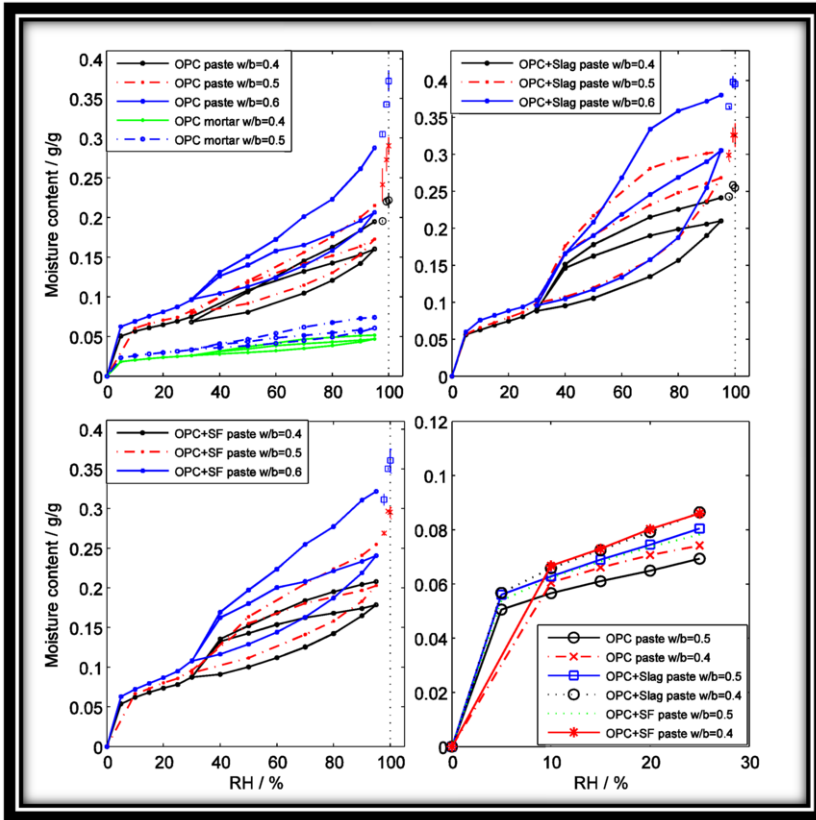 0.4
0.35
0.3
0.25
0.2
0.15
0.1
0.05
0
Moisture content / g/g
OPC paste w/b=0.4
OPC paste w/b=0.5
OPC paste w/b=0.6
OPC mortar w/b=0.4
OPC mortar w/b=0.5
0 20 40 60 80 100
0.4
0.35
0.3
0.25
0.2
0.15
0.1
0.05
0
OPC+Slag paste w/b=0.4
OPC+Slag paste w/b=0.5
OPC+Slag paste w/b=0.6
0 20 40 60 80 100
0.4
0.35
0.3
0.25
0.2
0.15
0.1
0.05
0
Moisture content / g/g
OPC+SF paste w/b=0.4
OPC+SF paste w/b=0.5
OPC+SF paste w/b=0.6
0 20 40 60 80 100
RH / %
0.12
0.1
0.08
0.06
0.04
0.02
0
OPC paste w/b=0.5
OPC paste w/b=0.4
OPC+Slag paste w/b=0.5
OPC+Slag paste w/b=0.4
OPC+SF paste w/b=0.5
OPC+SF paste w/b=0.4
0 10 20 30
RH / %